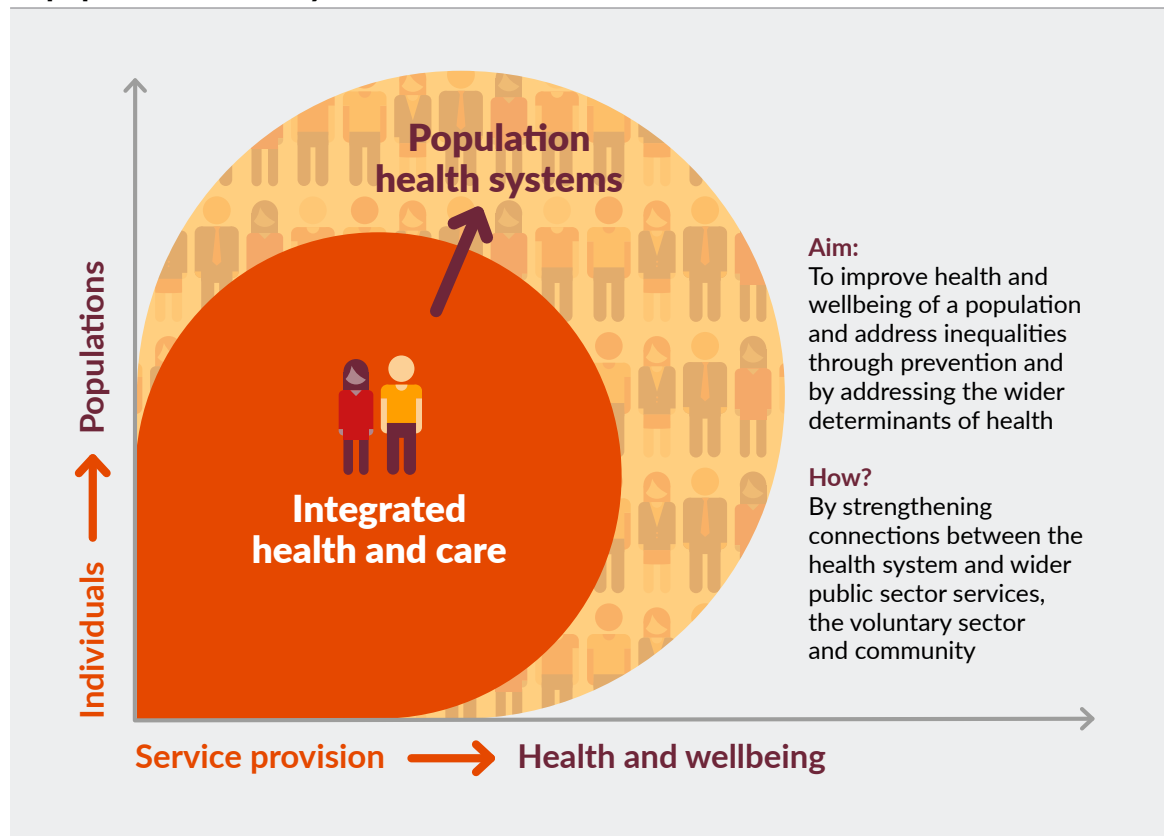 Population
health systems
Integrated
health and care
Populations
Individuals
Service provision
Health and wellbeing
Aim:
To improve health and
wellbeing of a population
and address inequalities
through prevention and
by addressing the wider
determinants of health
How?
By strengthening
connections between the
health system and wider
public sector services,
the voluntary sector
and community